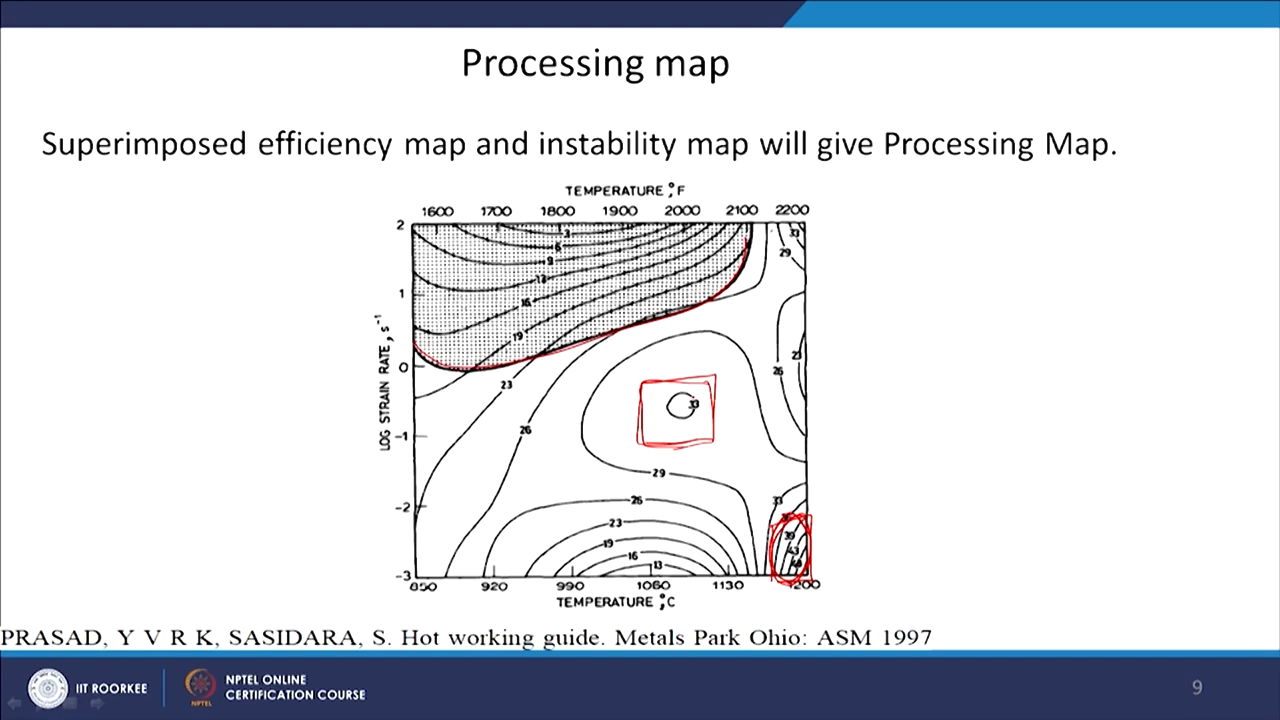 Processing map
Superimposed efficiency map and instability map will give Processing Map.
TEMPERATURE, °F
1600 1700 1800 1900 2000 2100 2200
2
1
0
-1
-2
-3
LOG STRAIN RATE, s⁻¹
3
6
9
13
16
19
23
26
29
33
29
26
23
19
16
13
33
29
26
33
39
43
850 920 990 1060 1130 1200
TEMPERATURE, °C
PRASAD, Y V R K, SASIDARA, S. Hot working guide. Metals Park Ohio: ASM 1997
IIT ROORKEE
NPTEL
NPTEL ONLINE
CERTIFICATION COURSE
9